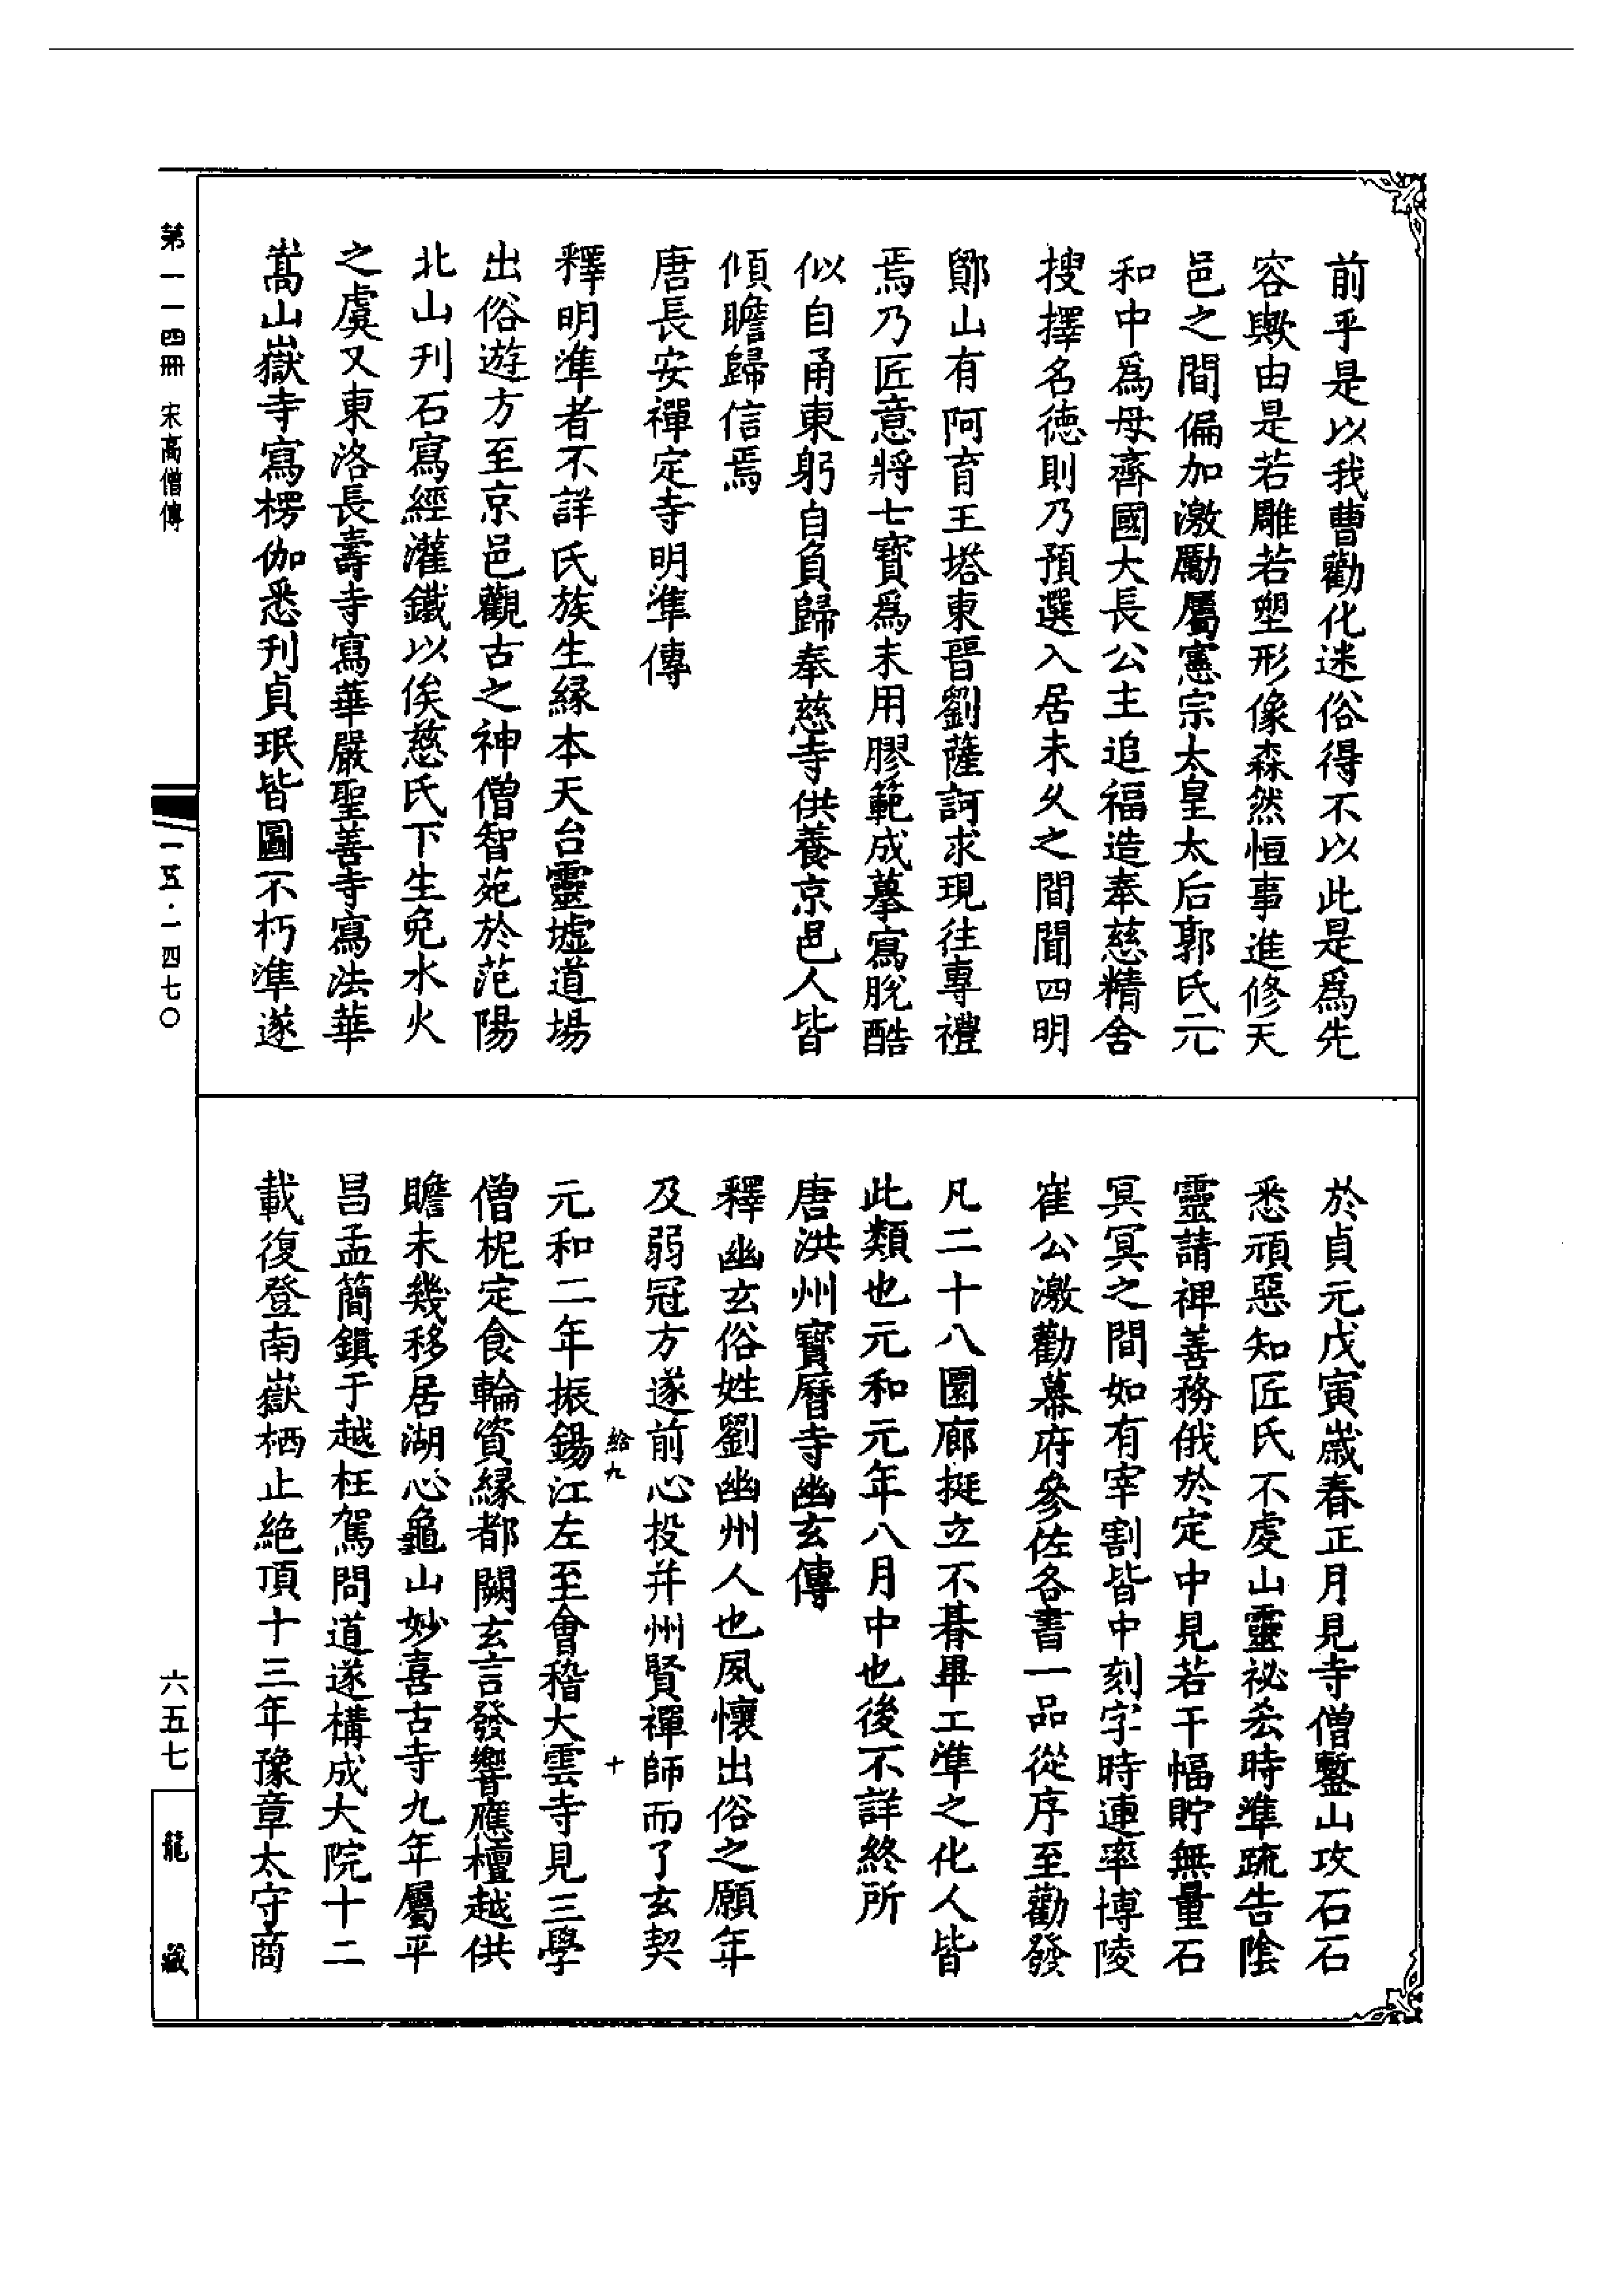 前乎是以我曹勸化迷俗得不以此是爲先
容歟由是若雕若塑形像森然恒事進修天
邑之間偏加激勵屬憲宗太皇太后郭氏元
和中爲母齊國大長公主追福造奉慈精舍
搜擇名德則乃預選入居未久之間聞四明
鄮山有阿育王塔東晉劉薩訶求現往專禮
焉乃匠意將七寶爲末用膠範成摹寫脫酷
似自甬東躬自負歸奉慈寺供養京邑人皆
傾瞻歸信焉
唐長安禪定寺明準傳
釋明準者不詳氏族生緣本天台靈墟道場
出俗遊方至京邑觀古之神僧智苑於范陽
北山刋石寫經灌鐵以俟慈氏下生免水火
之虞又東洛長壽寺寫華嚴聖善寺寫法華
嵩山嶽寺寫楞伽悉刋貞珉皆圖不朽準遂
於貞元戊寅歲春正月見寺僧鑿山攻石石
悉頑惡知匠氏不虔山靈祕丟時準疏告陰
靈請禆善務俄於定中見若干幅貯無量石
冥冥之間如有宰割皆中刻字時連率博陵
崔公激勸幕府參佐各書一品從序至勸發
凡二十八圍廊挺立不朞畢工準之化人皆
此類也元和元年八月中也後不詳終所
唐洪州寶曆寺幽玄傳
釋幽玄俗姓劉幽州人也夙懷出俗之願年
及弱冠方遂前心投并州賢禪師而了玄契
給九 十
元和二年振錫江左至會稽大雲寺見三學
僧柅定食輪資緣都闕玄言發響應檀越供
贍未幾移居湖心龜山妙喜古寺九年屬平
昌孟簡鎮于越枉駕問道遂構成大院十二
載復登南嶽栖止絶頂十三年豫章太守商
第一一四冊 宋高僧傳
一五·一四七〇
六五七
龍藏